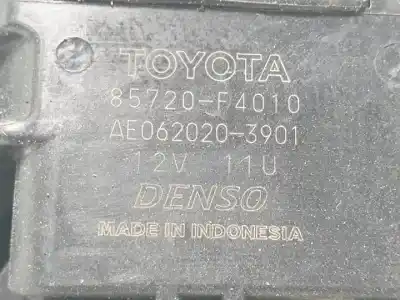 TOYOTA
85720-F4010
AE062020-3901
12V 11U
DENSO
MADE IN INDONESIA